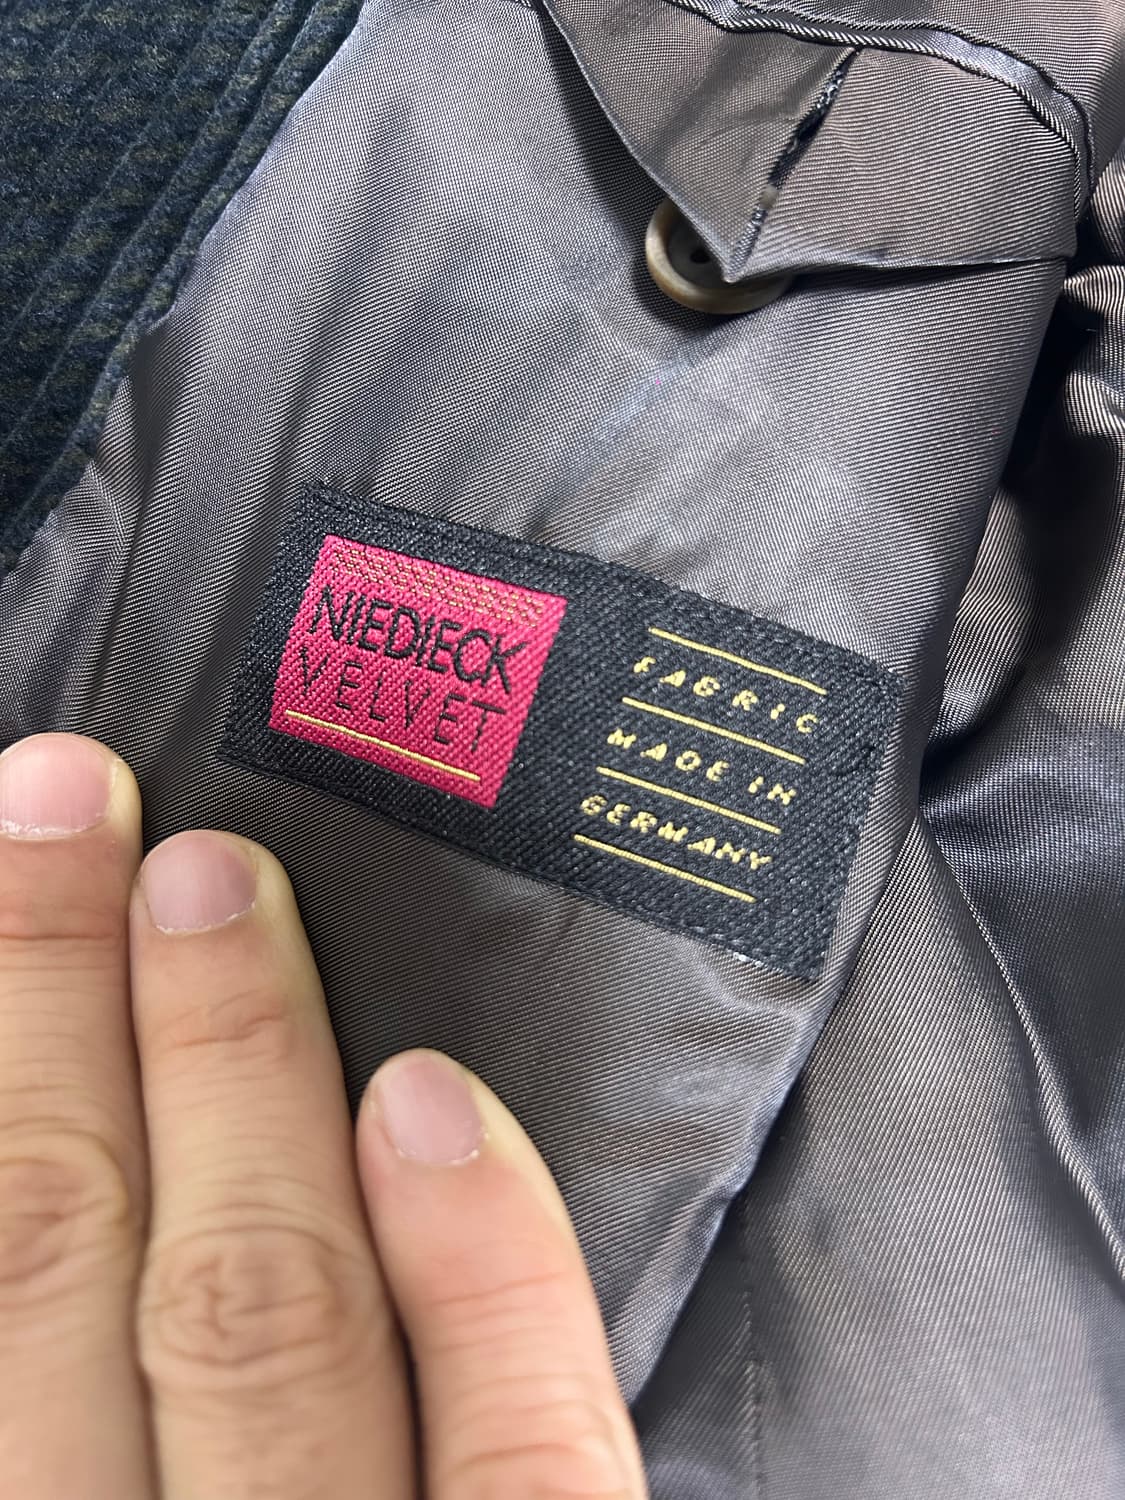 NIEDIECK
VELVET
FABRIC
MADE IN
GERMANY